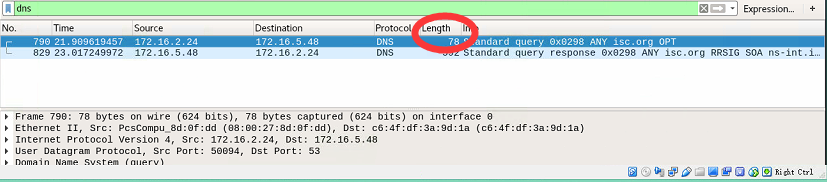 dns Expression... +
No. Time Source Destination Protocol Length
790 21.909619457 172.16.2.24 172.16.5.48 DNS 78 Standard query 0x0298 ANY isc.org OPT
829 23.017249972 172.16.5.48 172.16.2.24 DNS Standard query response 0x0298 ANY isc.org RRSIG SOA ns-int.i…
Frame 790: 78 bytes on wire (624 bits), 78 bytes captured (624 bits) on interface 0
Ethernet II, Src: PcsCompu_8d:0f:dd (08:00:27:8d:0f:dd), Dst: c6:4f:df:3a:9d:1a (c6:4f:df:3a:9d:1a)
Internet Protocol Version 4, Src: 172.16.2.24, Dst: 172.16.5.48
User Datagram Protocol, Src Port: 50094, Dst Port: 53
Domain Name System (query)
Right Ctrl